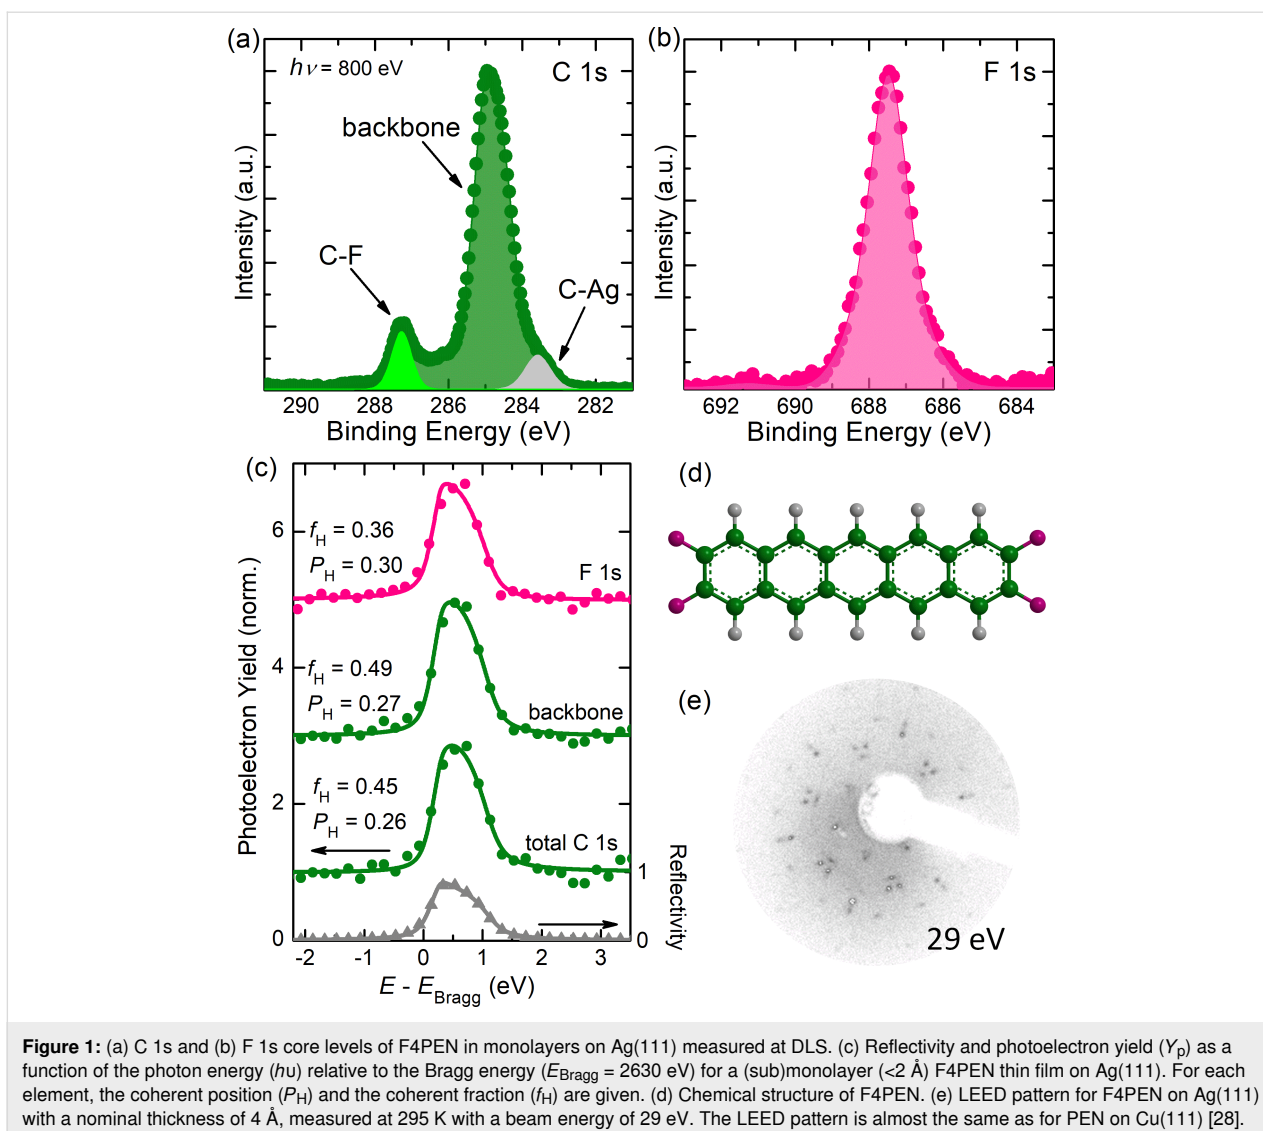 (a)
hν = 800 eV
C 1s
backbone
C-F
C-Ag
Intensity (a.u.)
290 288 286 284 282
Binding Energy (eV)
(b)
F 1s
Intensity (a.u.)
692 690 688 686 684
Binding Energy (eV)
(c)
fH = 0.36
PH = 0.30
F 1s
fH = 0.49
PH = 0.27
backbone
fH = 0.45
PH = 0.26
total C 1s
Photoelectron Yield (norm.)
6
4
2
0
1
0
Reflectivity
-2 -1 0 1 2 3
E - EBragg (eV)
(d)
(e)
29 eV
Figure 1: (a) C 1s and (b) F 1s core levels of F4PEN in monolayers on Ag(111) measured at DLS. (c) Reflectivity and photoelectron yield (Yp) as a
function of the photon energy (hυ) relative to the Bragg energy (EBragg = 2630 eV) for a (sub)monolayer (<2 Å) F4PEN thin film on Ag(111). For each
element, the coherent position (PH) and the coherent fraction (fH) are given. (d) Chemical structure of F4PEN. (e) LEED pattern for F4PEN on Ag(111)
with a nominal thickness of 4 Å, measured at 295 K with a beam energy of 29 eV. The LEED pattern is almost the same as for PEN on Cu(111) [28].